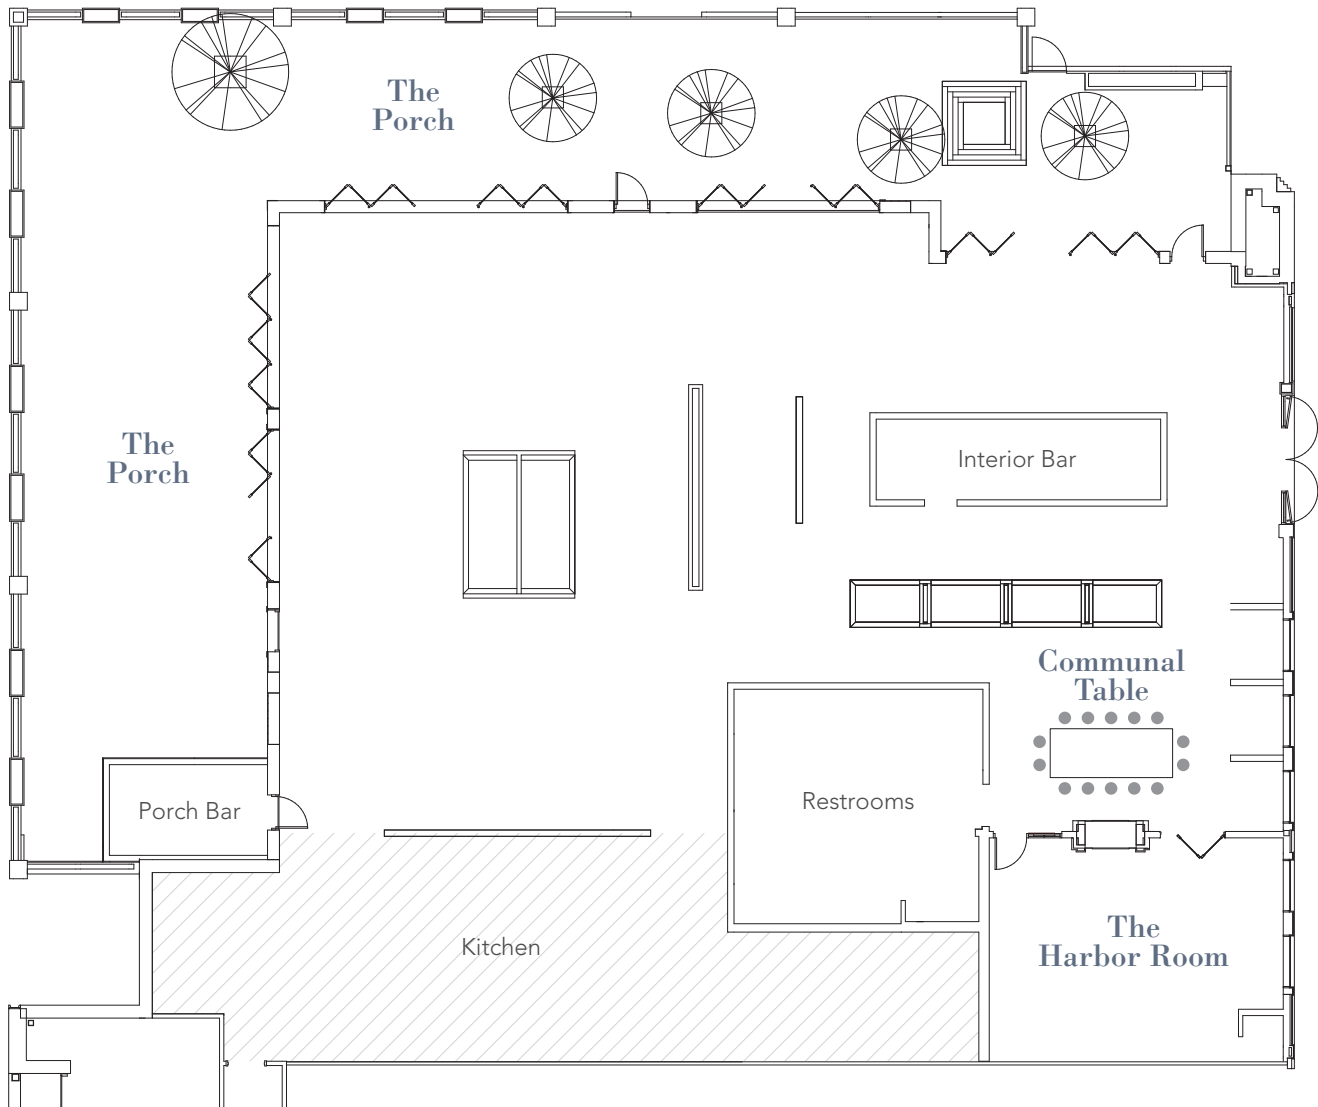 The
Porch
The
Porch
Interior Bar
Communal
Table
Porch Bar
Restrooms
The
Harbor Room
Kitchen